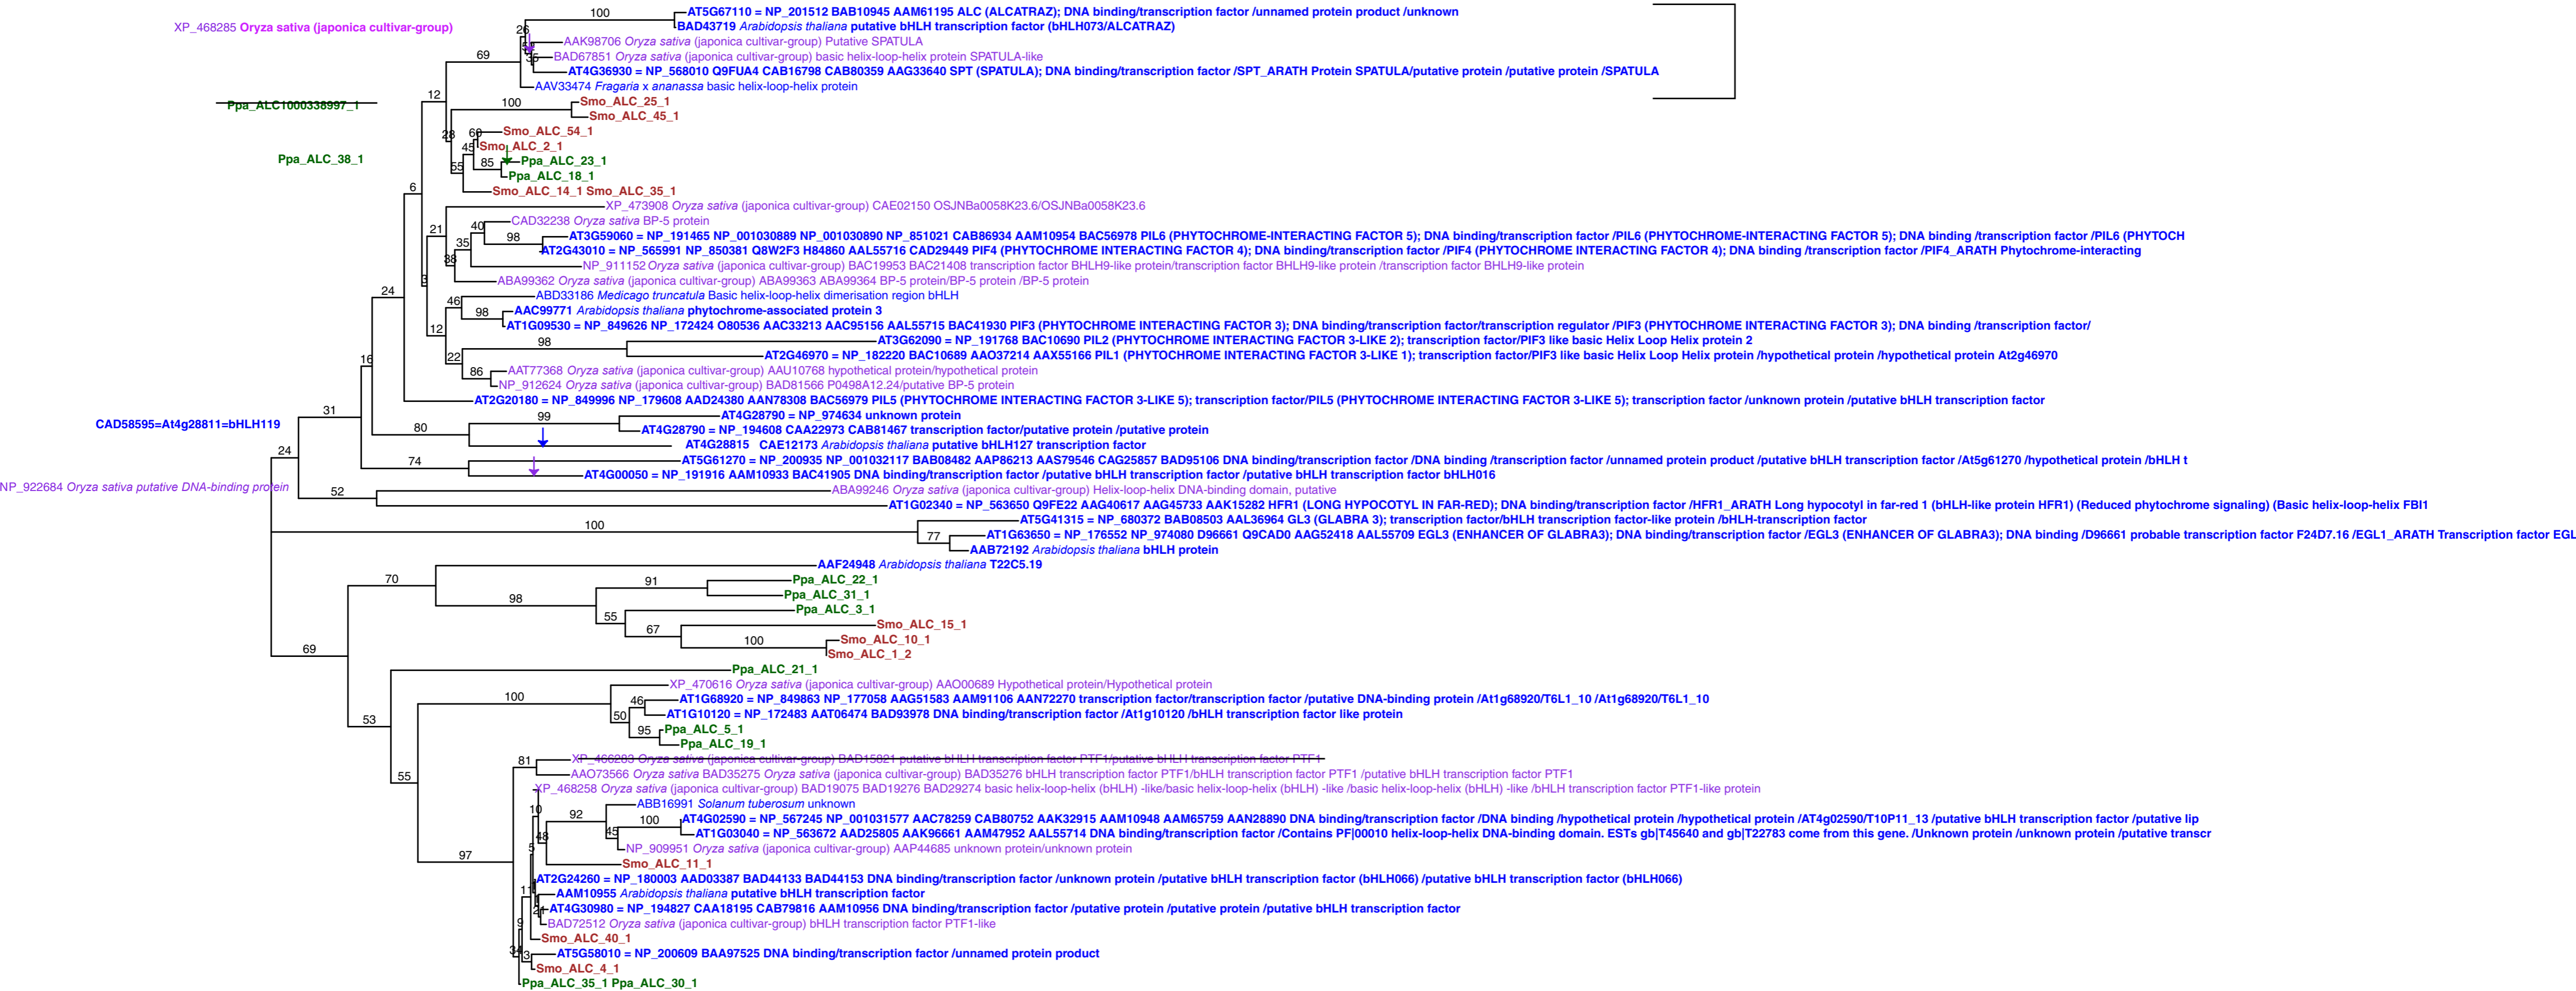 100
AT5G67110 = NP_201512 BAB10945 AAM61195 ALC (ALCATRAZ); DNA binding/transcription factor /unnamed protein product /unknown
XP_468285 Oryza sativa (japonica cultivar-group)
BAD43719 Arabidopsis thaliana putative bHLH transcription factor (bHLH073/ALCATRAZ)
26
AAK98706 Oryza sativa (japonica cultivar-group) Putative SPATULA
69
35
BAD67851 Oryza sativa (japonica cultivar-group) basic helix-loop-helix protein SPATULA-like
AT4G36930 = NP_568010 Q9FUA4 CAB16798 CAB80359 AAG33640 SPT (SPATULA); DNA binding/transcription factor /SPT_ARATH Protein SPATULA/putative protein /putative protein /SPATULA
AAV33474 Fragaria x ananassa basic helix-loop-helix protein
12
Ppa_ALC1000338997_1
100
Smo_ALC_25_1
Smo_ALC_45_1
28
60
Smo_ALC_54_1
45
Smo_ALC_2_1
Ppa_ALC_38_1
55
85
Ppa_ALC_23_1
Ppa_ALC_18_1
6
Smo_ALC_14_1 Smo_ALC_35_1
XP_473908 Oryza sativa (japonica cultivar-group) CAE02150 OSJNBa0058K23.6/OSJNBa0058K23.6
CAD32238 Oryza sativa BP-5 protein
21
40
35
98
AT3G59060 = NP_191465 NP_001030889 NP_001030890 NP_851021 CAB86934 AAM10954 BAC56978 PIL6 (PHYTOCHROME-INTERACTING FACTOR 5); DNA binding/transcription factor /PIL6 (PHYTOCHROME-INTERACTING FACTOR 5); DNA binding /transcription factor /PIL6 (PHYTOCH
AT2G43010 = NP_565991 NP_850381 Q8W2F3 H84860 AAL55716 CAD29449 PIF4 (PHYTOCHROME INTERACTING FACTOR 4); DNA binding/transcription factor /PIF4 (PHYTOCHROME INTERACTING FACTOR 4); DNA binding /transcription factor /PIF4_ARATH Phytochrome-interacting
38
NP_911152 Oryza sativa (japonica cultivar-group) BAC19953 BAC21408 transcription factor BHLH9-like protein/transcription factor BHLH9-like protein /transcription factor BHLH9-like protein
3
ABA99362 Oryza sativa (japonica cultivar-group) ABA99363 ABA99364 BP-5 protein/BP-5 protein /BP-5 protein
24
46
ABD33186 Medicago truncatula Basic helix-loop-helix dimerisation region bHLH
98
AAC99771 Arabidopsis thaliana phytochrome-associated protein 3
12
AT1G09530 = NP_849626 NP_172424 O80536 AAC33213 AAC95156 AAL55715 BAC41930 PIF3 (PHYTOCHROME INTERACTING FACTOR 3); DNA binding/transcription factor/transcription regulator /PIF3 (PHYTOCHROME INTERACTING FACTOR 3); DNA binding /transcription factor/
98
AT3G62090 = NP_191768 BAC10690 PIL2 (PHYTOCHROME INTERACTING FACTOR 3-LIKE 2); transcription factor/PIF3 like basic Helix Loop Helix protein 2
16
22
AT2G46970 = NP_182220 BAC10689 AAO37214 AAX55166 PIL1 (PHYTOCHROME INTERACTING FACTOR 3-LIKE 1); transcription factor/PIF3 like basic Helix Loop Helix protein /hypothetical protein /hypothetical protein At2g46970
86
AAT77368 Oryza sativa (japonica cultivar-group) AAU10768 hypothetical protein/hypothetical protein
NP_912624 Oryza sativa (japonica cultivar-group) BAD81566 P0498A12.24/putative BP-5 protein
AT2G20180 = NP_849996 NP_179608 AAD24380 AAN78308 BAC56979 PIL5 (PHYTOCHROME INTERACTING FACTOR 3-LIKE 5); transcription factor/PIL5 (PHYTOCHROME INTERACTING FACTOR 3-LIKE 5); transcription factor /unknown protein /putative bHLH transcription factor
31
99
AT4G28790 = NP_974634 unknown protein
CAD58595=At4g28811=bHLH119
80
AT4G28790 = NP_194608 CAA22973 CAB81467 transcription factor/putative protein /putative protein
AT4G28815 CAE12173 Arabidopsis thaliana putative bHLH127 transcription factor
24
74
AT5G61270 = NP_200935 NP_001032117 BAB08482 AAP86213 AAS79546 CAG25857 BAD95106 DNA binding/transcription factor /DNA binding /transcription factor /unnamed protein product /putative bHLH transcription factor /At5g61270 /hypothetical protein /bHLH t
AT4G00050 = NP_191916 AAM10933 BAC41905 DNA binding/transcription factor /putative bHLH transcription factor /putative bHLH transcription factor bHLH016
NP_922684 Oryza sativa putative DNA-binding protein
52
ABA99246 Oryza sativa (japonica cultivar-group) Helix-loop-helix DNA-binding domain, putative
AT1G02340 = NP_563650 Q9FE22 AAG40617 AAG45733 AAK15282 HFR1 (LONG HYPOCOTYL IN FAR-RED); DNA binding/transcription factor /HFR1_ARATH Long hypocotyl in far-red 1 (bHLH-like protein HFR1) (Reduced phytochrome signaling) (Basic helix-loop-helix FBI1
100
AT5G41315 = NP_680372 BAB08503 AAL36964 GL3 (GLABRA 3); transcription factor/bHLH transcription factor-like protein /bHLH-transcription factor
77
AT1G63650 = NP_176552 NP_974080 D96661 Q9CAD0 AAG52418 AAL55709 EGL3 (ENHANCER OF GLABRA3); DNA binding/transcription factor /EGL3 (ENHANCER OF GLABRA3); DNA binding /D96661 probable transcription factor F24D7.16 /EGL1_ARATH Transcription factor EGL
AAB72192 Arabidopsis thaliana bHLH protein
AAF24948 Arabidopsis thaliana T22C5.19
70
91
Ppa_ALC_22_1
98
Ppa_ALC_31_1
55
Ppa_ALC_3_1
67
Smo_ALC_15_1
100
Smo_ALC_10_1
69
Smo_ALC_1_2
Ppa_ALC_21_1
XP_470616 Oryza sativa (japonica cultivar-group) AAO00689 Hypothetical protein/Hypothetical protein
100
46
AT1G68920 = NP_849863 NP_177058 AAG51583 AAM91106 AAN72270 transcription factor/transcription factor /putative DNA-binding protein /At1g68920/T6L1_10 /At1g68920/T6L1_10
53
50
AT1G10120 = NP_172483 AAT06474 BAD93978 DNA binding/transcription factor /At1g10120 /bHLH transcription factor like protein
95
Ppa_ALC_5_1
Ppa_ALC_19_1
81
XP_466283 Oryza sativa (japonica cultivar-group) BAD15821 putative bHLH transcription factor PTF1/putative bHLH transcription factor PTF1
55
AAO73566 Oryza sativa BAD35275 Oryza sativa (japonica cultivar-group) BAD35276 bHLH transcription factor PTF1/bHLH transcription factor PTF1 /putative bHLH transcription factor PTF1
XP_468258 Oryza sativa (japonica cultivar-group) BAD19075 BAD19276 BAD29274 basic helix-loop-helix (bHLH) -like/basic helix-loop-helix (bHLH) -like /basic helix-loop-helix (bHLH) -like /bHLH transcription factor PTF1-like protein
10
ABB16991 Solanum tuberosum unknown
92
100
AT4G02590 = NP_567245 NP_001031577 AAC78259 CAB80752 AAK32915 AAM10948 AAM65759 AAN28890 DNA binding/transcription factor /DNA binding /hypothetical protein /hypothetical protein /AT4g02590/T10P11_13 /putative bHLH transcription factor /putative lip
48
45
AT1G03040 = NP_563672 AAD25805 AAK96661 AAM47952 AAL55714 DNA binding/transcription factor /Contains PF|00010 helix-loop-helix DNA-binding domain. ESTs gb|T45640 and gb|T22783 come from this gene. /Unknown protein /unknown protein /putative transcr
5
NP_909951 Oryza sativa (japonica cultivar-group) AAP44685 unknown protein/unknown protein
97
Smo_ALC_11_1
AT2G24260 = NP_180003 AAD03387 BAD44133 BAD44153 DNA binding/transcription factor /unknown protein /putative bHLH transcription factor (bHLH066) /putative bHLH transcription factor (bHLH066)
11
AAM10955 Arabidopsis thaliana putative bHLH transcription factor
21
AT4G30980 = NP_194827 CAA18195 CAB79816 AAM10956 DNA binding/transcription factor /putative protein /putative protein /putative bHLH transcription factor
9
BAD72512 Oryza sativa (japonica cultivar-group) bHLH transcription factor PTF1-like
Smo_ALC_40_1
34
3
AT5G58010 = NP_200609 BAA97525 DNA binding/transcription factor /unnamed protein product
Smo_ALC_4_1
Ppa_ALC_35_1 Ppa_ALC_30_1